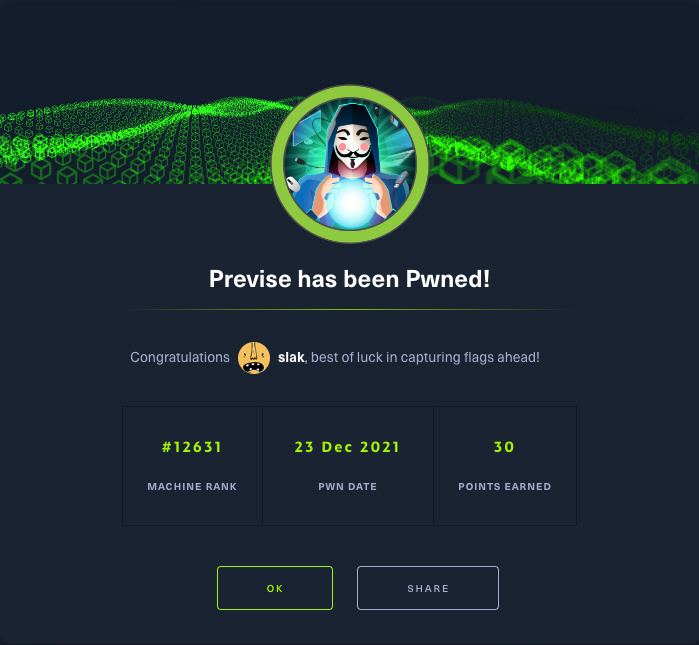 Previse has been Pwned!
Congratulations slak, best of luck in capturing flags ahead!
#12631 23 Dec 2021 30
MACHINE RANK PWN DATE POINTS EARNED
OK SHARE